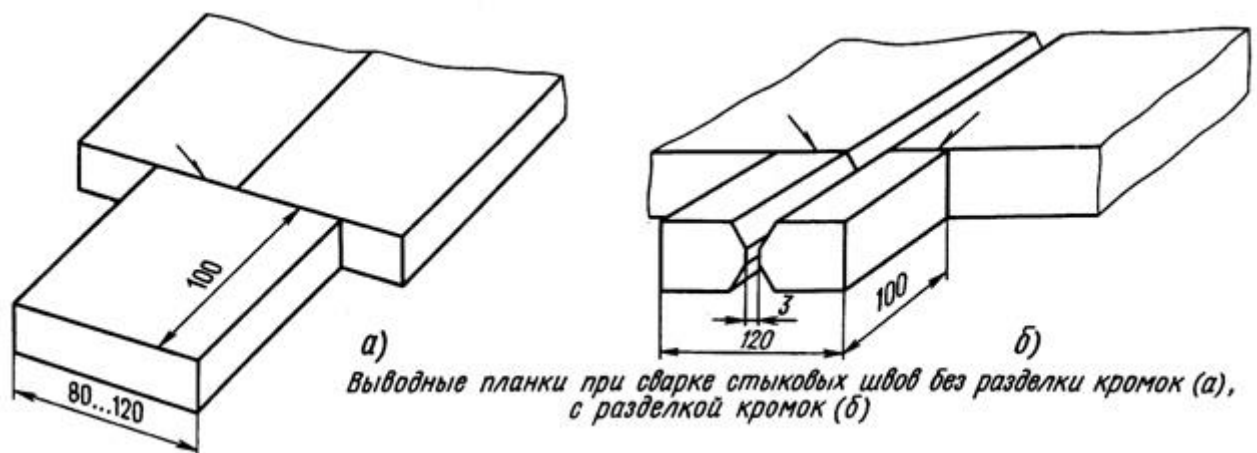 100
80...120
а)
3
120
100
б)
Выводные планки при сварке стыковых швов без разделки кромок (а),
с разделкой кромок (б)